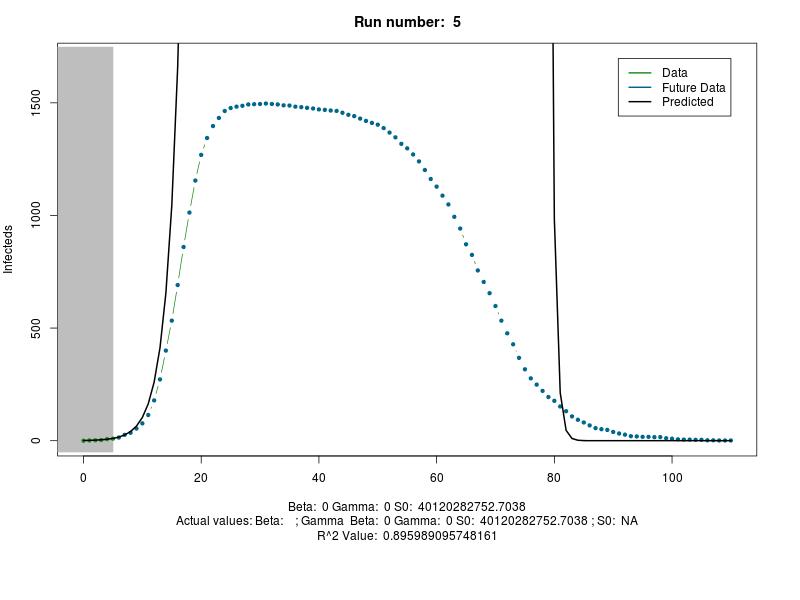 Run number: 5
Data
Future Data
Predicted
Infecteds
1500
1000
500
0
0 20 40 60 80 100
Beta: 0 Gamma: 0 S0: 40120282752.7038
Actual values: Beta: ; Gamma Beta: 0 Gamma: 0 S0: 40120282752.7038 ; S0: NA
R^2 Value: 0.895989095748161